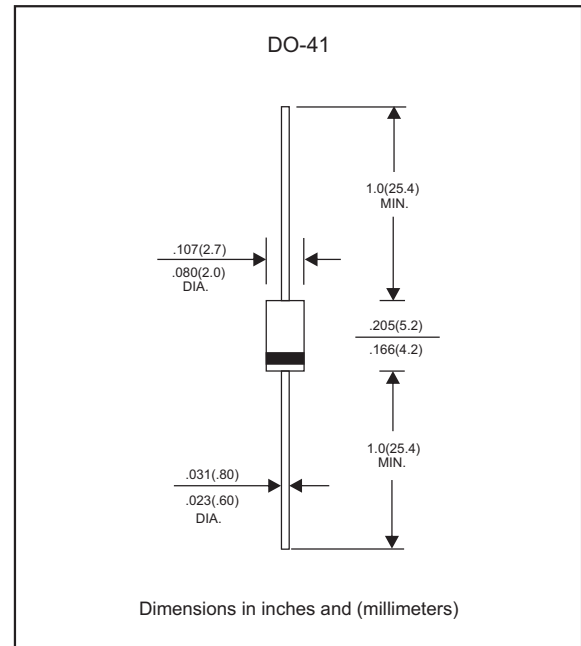 DO-41
1.0(25.4)
MIN.
.107(2.7)
.080(2.0)
DIA.
.205(5.2)
.166(4.2)
1.0(25.4)
MIN.
.031(.80)
.023(.60)
DIA.
Dimensions in inches and (millimeters)